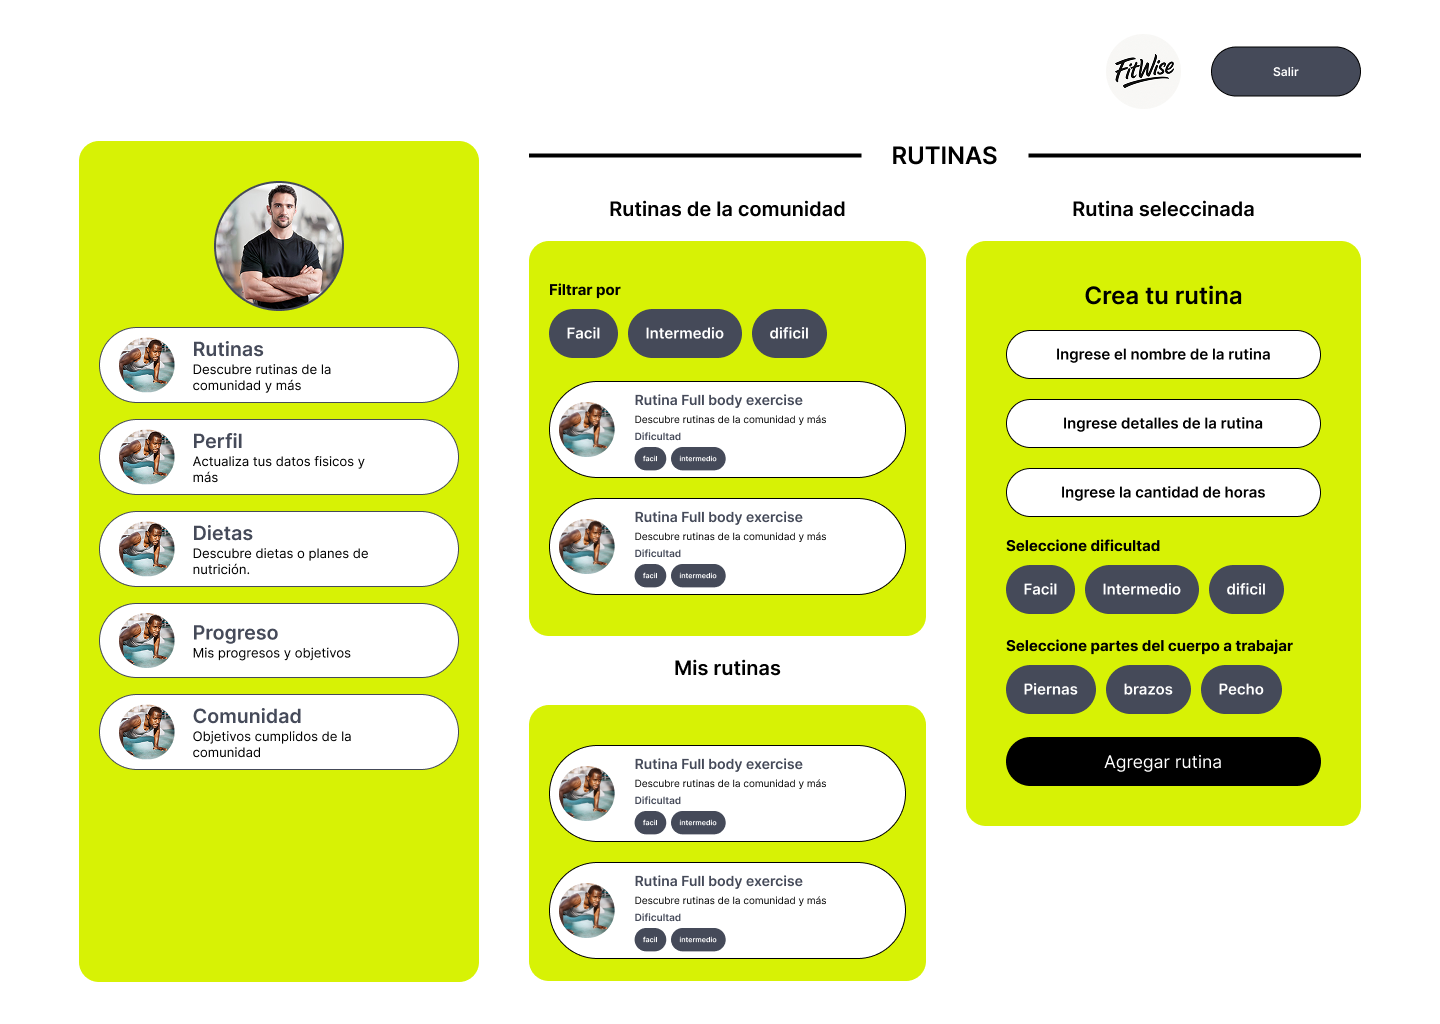 FitWise
Salir
Rutinas
Descubre rutinas de la
comunidad y más
Perfil
Actualiza tus datos fisicos y
más
Dietas
Descubre dietas o planes de
nutrición.
Progreso
Mis progresos y objetivos
Comunidad
Objetivos cumplidos de la
comunidad
RUTINAS
Rutinas de la comunidad
Filtrar por
Facil Intermedio dificil
Rutina Full body exercise
Descubre rutinas de la comunidad y más
Dificultad
facil intermedio
Rutina Full body exercise
Descubre rutinas de la comunidad y más
Dificultad
facil intermedio
Mis rutinas
Rutina Full body exercise
Descubre rutinas de la comunidad y más
Dificultad
facil intermedio
Rutina Full body exercise
Descubre rutinas de la comunidad y más
Dificultad
facil intermedio
Rutina seleccinada
Crea tu rutina
Ingrese el nombre de la rutina
Ingrese detalles de la rutina
Ingrese la cantidad de horas
Seleccione dificultad
Facil Intermedio dificil
Seleccione partes del cuerpo a trabajar
Piernas brazos Pecho
Agregar rutina